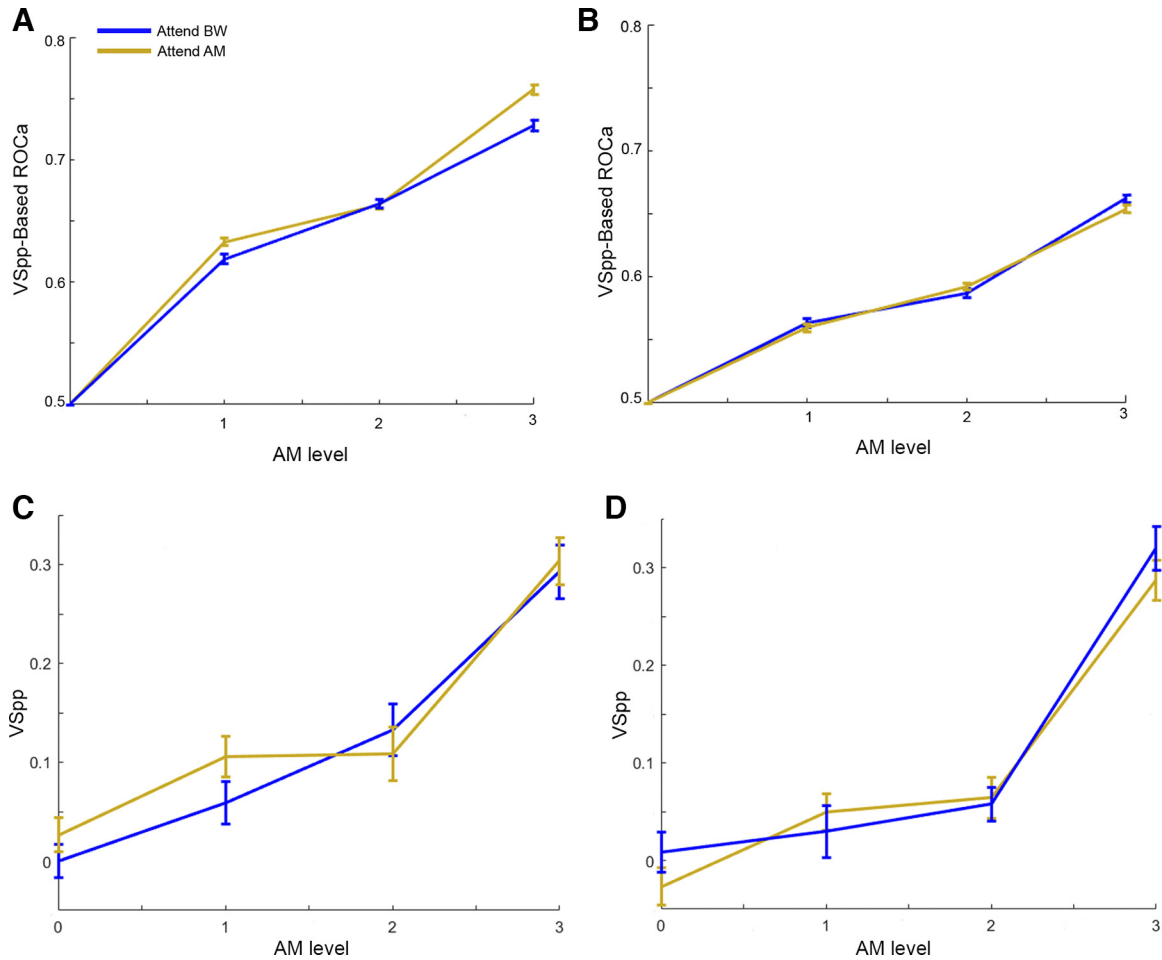 A
Attend BW
Attend AM
0.8
0.7
0.6
0.5
VSpp-Based ROCa
1
2
3
AM level
B
0.8
0.7
0.6
0.5
VSpp-Based ROCa
1
2
3
AM level
C
0.3
0.2
0.1
0
VSpp
0
1
2
3
AM level
D
0.3
0.2
0.1
0
VSpp
0
1
2
3
AM level